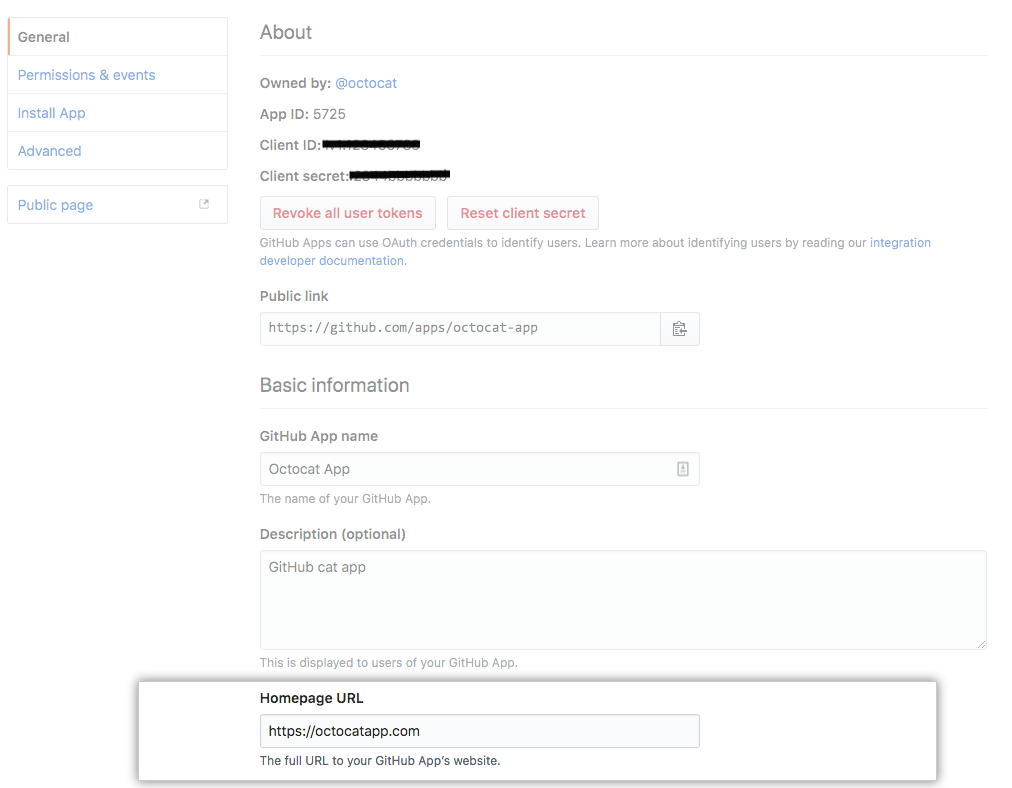 General
Permissions & events
Install App
Advanced
Public page
About
Owned by: @octocat
App ID: 5725
Client ID:
Client secret:
Revoke all user tokens
Reset client secret
GitHub Apps can use OAuth credentials to identify users. Learn more about identifying users by reading our integration
developer documentation.
Public link
https://github.com/apps/octocat-app
Basic information
GitHub App name
Octocat App
The name of your GitHub App.
Description (optional)
GitHub cat app
This is displayed to users of your GitHub App.
Homepage URL
https://octocatapp.com
The full URL to your GitHub App's website.